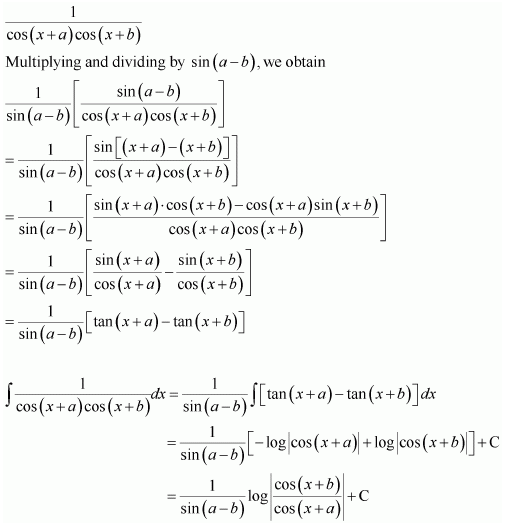 1/(cos(x+a)cos(x+b))
Multiplying and dividing by sin(a−b), we obtain
1/(sin(a−b)) [sin(a−b)/(cos(x+a)cos(x+b))]
= 1/(sin(a−b)) [sin[(x+a)−(x+b)]/(cos(x+a)cos(x+b))]
= 1/(sin(a−b)) [(sin(x+a)·cos(x+b)−cos(x+a)sin(x+b))/(cos(x+a)cos(x+b))]
= 1/(sin(a−b)) [sin(x+a)/cos(x+a) − sin(x+b)/cos(x+b)]
= 1/(sin(a−b)) [tan(x+a)−tan(x+b)]
∫ 1/(cos(x+a)cos(x+b)) dx = 1/(sin(a−b)) ∫[tan(x+a)−tan(x+b)]dx
= 1/(sin(a−b)) [−log|cos(x+a)|+log|cos(x+b)|]+C
= 1/(sin(a−b)) log|cos(x+b)/cos(x+a)|+C